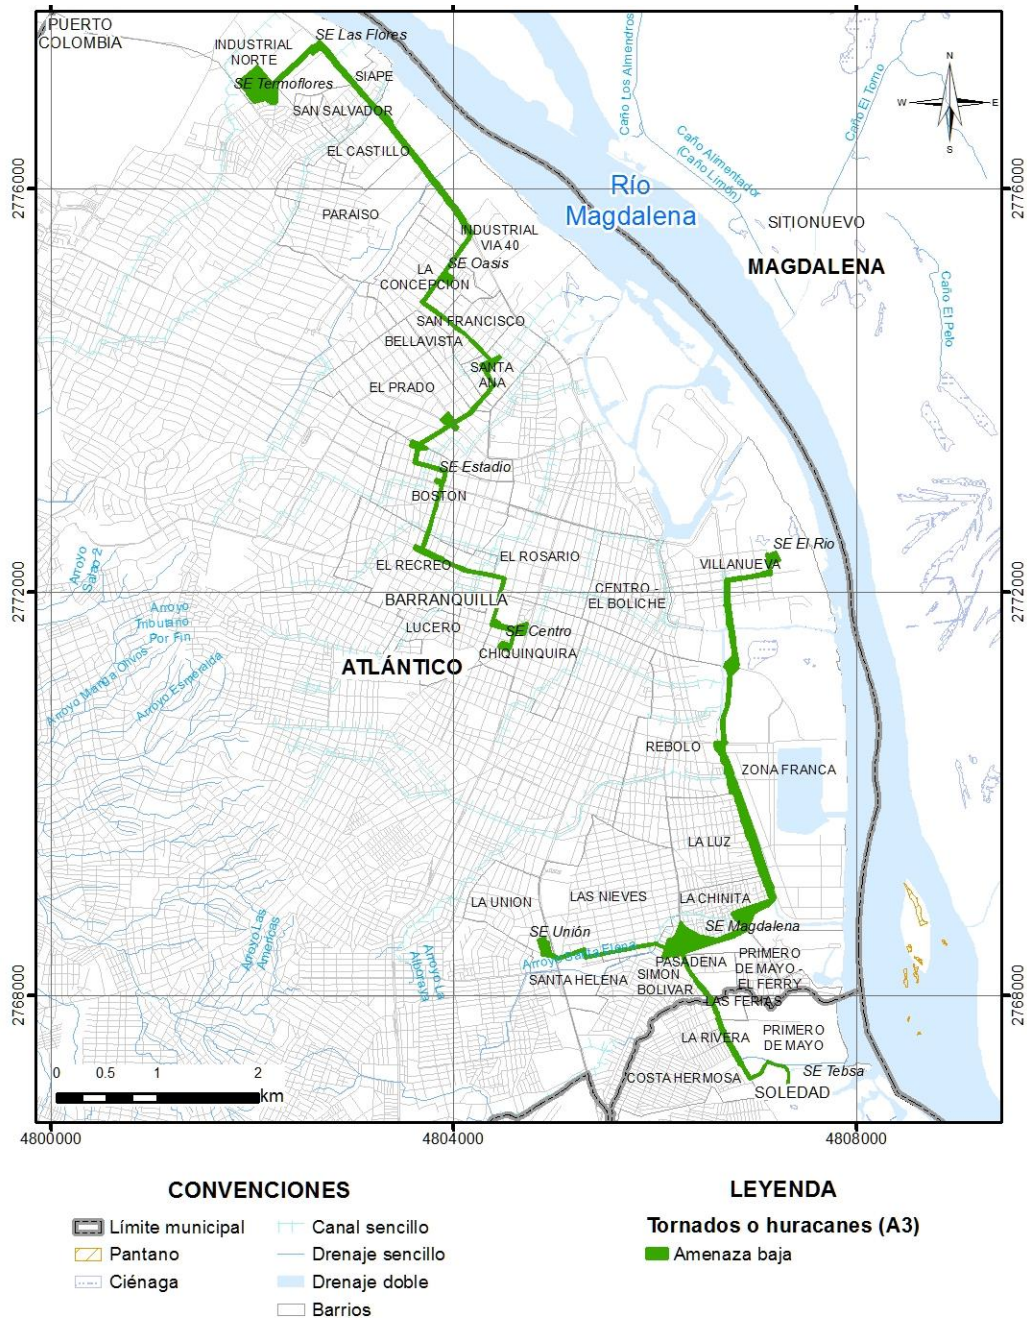 PUERTO
COLOMBIA
INDUSTRIAL
NORTE
SE Las Flores
SE Termoflores
SIAPE
SAN SALVADOR
EL CASTILLO
PARAISO
INDUSTRIAL
VIA 40
SE Oasis
LA
CONCEPCIÓN
SAN FRANCISCO
BELLAVISTA
SANTA
ANA
EL PRADO
SE Estadio
BOSTON
EL RECREO
EL ROSARIO
BARRANQUILLA
LUCERO
SE Centro
CHIQUINQUIRA
ATLÁNTICO
CENTRO -
EL BOLICHE
VILLANUEVA
SE El Rio
REBOLO
ZONA FRANCA
LA LUZ
LA CHINITA
LAS NIEVES
LA UNION
SE Unión
SE Magdalena
Arroyo Santa Elena
SANTA HELENA
PASADENA
SIMON
BOLIVAR
PRIMERO
DE MAYO -
EL FERRY
LAS FERIAS
LA RIVERA
PRIMERO
DE MAYO
COSTA HERMOSA
SE Tebsa
SOLEDAD
Río
Magdalena
Caño Los Almendros
Caño Alimentador
(Caño Limón)
Caño El Torno
SITIONUEVO
MAGDALENA
Caño El Pelo
Arroyo
Salao 2
Arroyo
Tributario
Por Fin
Arroyo Manga Olivos
Arroyo Esmeralda
Arroyo Las
Americas
Arroyo La
Alboraya
N
W
E
S
2776000
2776000
2772000
2772000
2768000
2768000
0 0.5 1 2
km
4800000
4804000
4808000
CONVENCIONES
Límite municipal
Pantano
Ciénaga
Canal sencillo
Drenaje sencillo
Drenaje doble
Barrios
LEYENDA
Tornados o huracanes (A3)
Amenaza baja